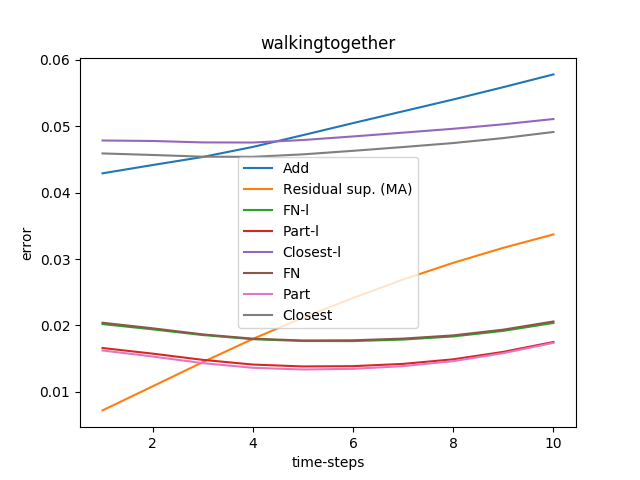 walkingtogether
0.06
0.05
0.04
0.03
0.02
0.01
error
Add
Residual sup. (MA)
FN-l
Part-l
Closest-l
FN
Part
Closest
2
4
6
8
10
time-steps